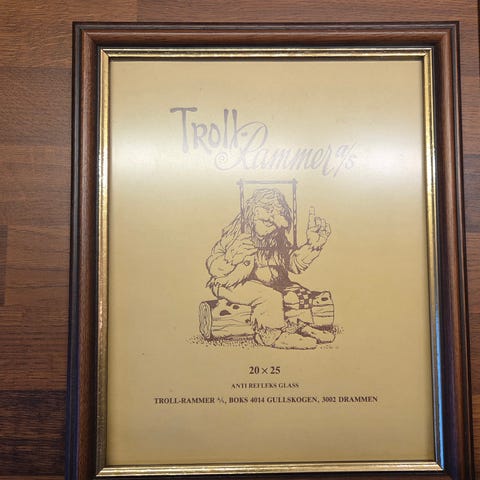 Troll-
Rammer a/s
20 × 25
ANTI REFLEKS GLASS
TROLL-RAMMER A/S, BOKS 4014 GULLSKOGEN, 3002 DRAMMEN